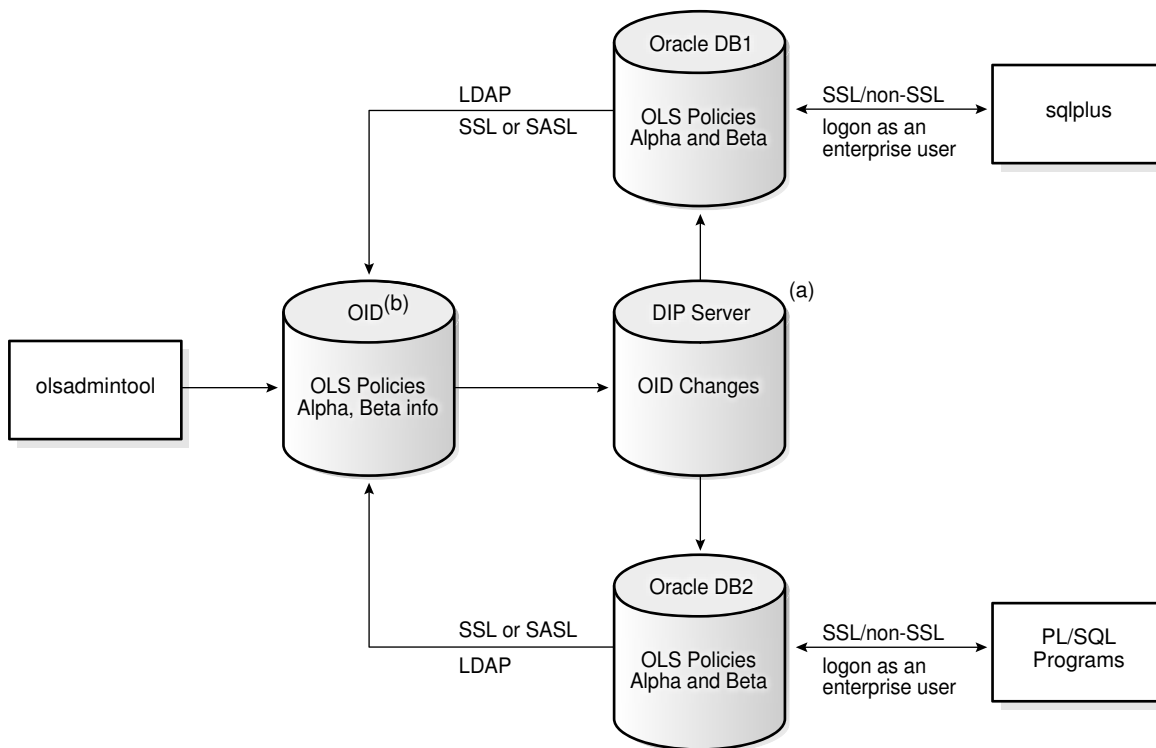 Oracle DB1
OLS Policies
Alpha and Beta
LDAP
SSL or SASL
SSL/non-SSL
logon as an
enterprise user
sqlplus
olsadmintool
OID(b)
OLS Policies
Alpha, Beta info
DIP Server
(a)
OID Changes
Oracle DB2
OLS Policies
Alpha and Beta
SSL or SASL
LDAP
SSL/non-SSL
logon as an
enterprise user
PL/SQL
Programs